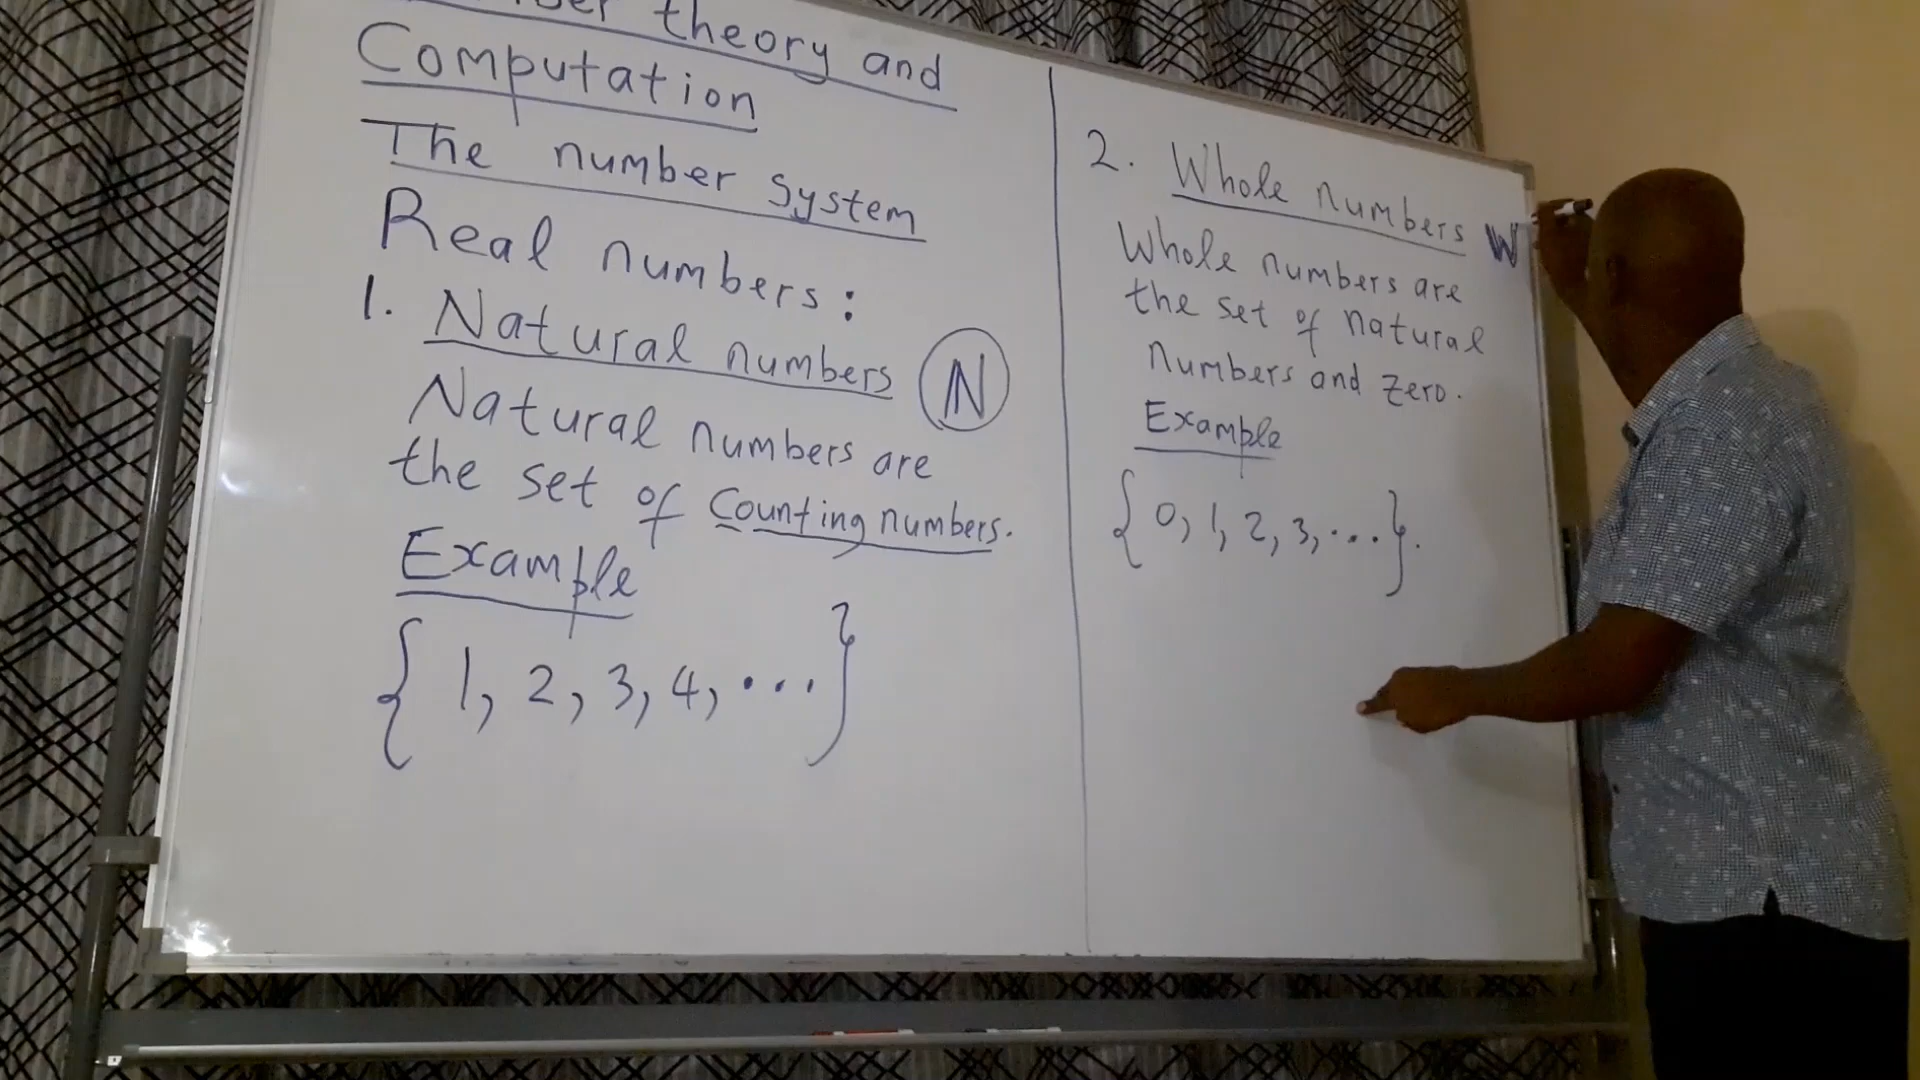 theory and
Computation
The number system
Real numbers:
1. Natural numbers ℕ
Natural numbers are
the set of Counting numbers.
Example
{ 1, 2, 3, 4, ... }
2. Whole numbers W
Whole numbers are
the set of natural
numbers and zero.
Example
{ 0, 1, 2, 3, ... }.